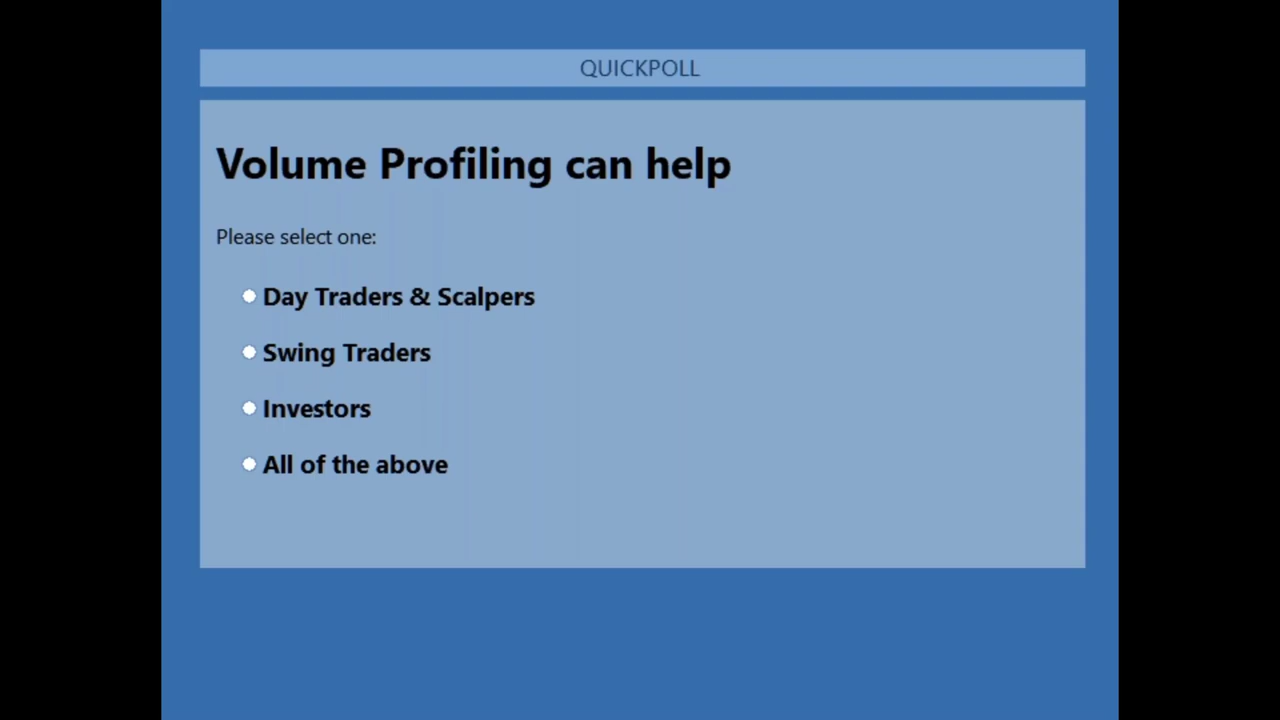 QUICKPOLL
Volume Profiling can help
Please select one:
Day Traders & Scalpers
Swing Traders
Investors
All of the above